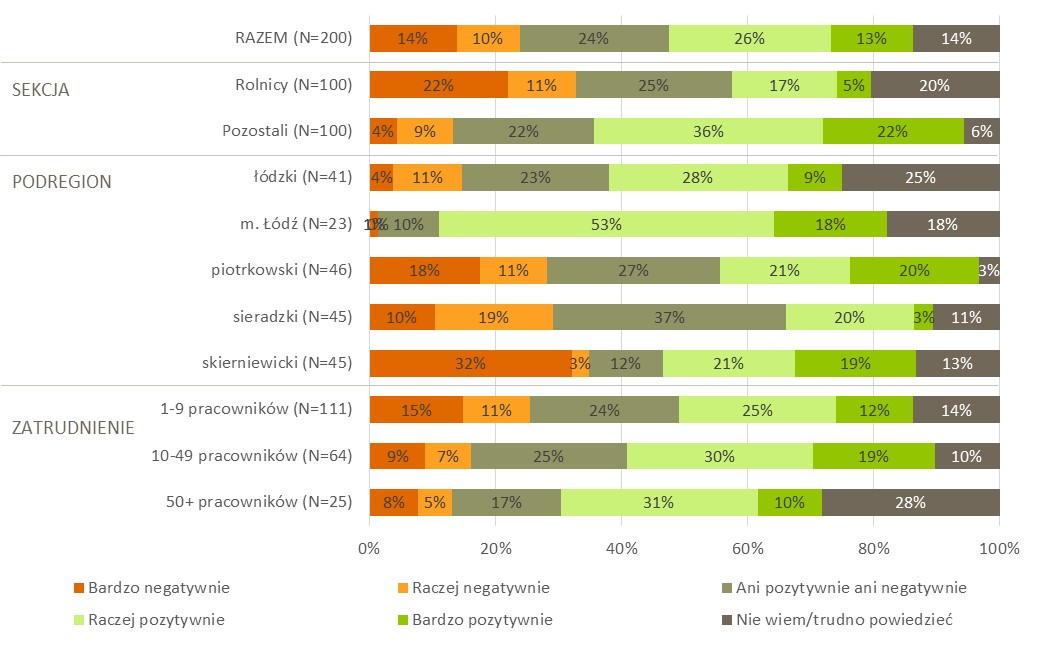 RAZEM (N=200) 14% 10% 24% 26% 13% 14%
SEKCJA
Rolnicy (N=100) 22% 11% 25% 17% 5% 20%
Pozostali (N=100) 4% 9% 22% 36% 22% 6%
PODREGION
łódzki (N=41) 4% 11% 23% 28% 9% 25%
m. Łódź (N=23) 1% 0% 10% 53% 18% 18%
piotrkowski (N=46) 18% 11% 27% 21% 20% 3%
sieradzki (N=45) 10% 19% 37% 20% 3% 11%
skierniewicki (N=45) 32% 3% 12% 21% 19% 13%
ZATRUDNIENIE
1-9 pracowników (N=111) 15% 11% 24% 25% 12% 14%
10-49 pracowników (N=64) 9% 7% 25% 30% 19% 10%
50+ pracowników (N=25) 8% 5% 17% 31% 10% 28%
0% 20% 40% 60% 80% 100%
Bardzo negatywnie Raczej negatywnie Ani pozytywnie ani negatywnie
Raczej pozytywnie Bardzo pozytywnie Nie wiem/trudno powiedzieć